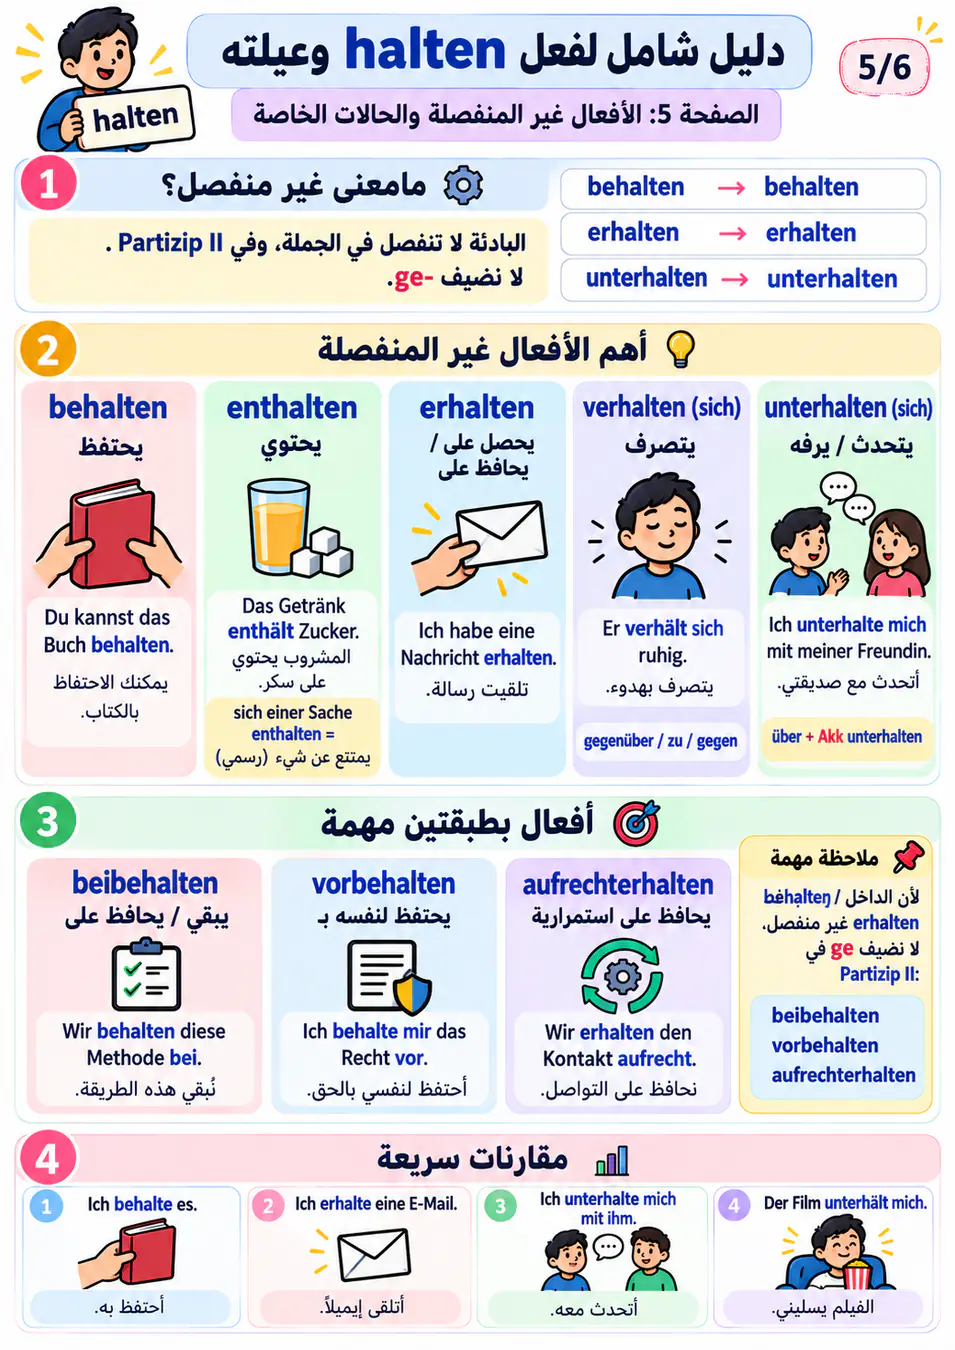 دليل شامل لفعل halten وعيلته
5/6
halten
الصفحة 5: الأفعال غير المنفصلة والحالات الخاصة
1
مامعنى غير منفصل؟
البادئة لا تنفصل في الجملة، وفي Partizip II .
لا نضيف ge-.
behalten → behalten
erhalten → erhalten
unterhalten → unterhalten
2
أهم الأفعال غير المنفصلة
behalten
يحتفظ
Du kannst das
Buch behalten.
يمكنك الاحتفاظ
بالكتاب.
enthalten
يحتوي
Das Getränk
enthält Zucker.
المشروب يحتوي
على سكر.
sich einer Sache
enthalten =
يمتتع عن شيء (رسمي)
erhalten
يحصل على /
يحافظ على
Ich habe eine
Nachricht erhalten.
تلقيت رسالة.
verhalten (sich)
يتصرف
Er verhält sich
ruhig.
يتصرف بهدوء.
gegenüber / zu / gegen
unterhalten (sich)
يتحدث / يرفه
Ich unterhalte mich
mit meiner Freundin.
أتحدث مع صديقتي.
über + Akk unterhalten
3
أفعال بطبقتين مهمة
beibehalten
يبقي / يحافظ على
Wir behalten diese
Methode bei.
نُبقي هذه الطريقة.
vorbehalten
يحتفظ لنفسه بـ
Ich behalte mir das
Recht vor.
أحتفظ لنفسي بالحق.
aufrechterhalten
يحافظ على استمرارية
Wir erhalten den
Kontakt aufrecht.
نحافظ على التواصل.
ملاحظة مهمة
لأن الداخل /
erhalten غير منفصل،
لا نضيف ge في
Partizip II:
beibehalten
vorbehalten
aufrechterhalten
4
مقارنات سريعة
1
Ich behalte es.
أحتفظ به.
2
Ich erhalte eine E-Mail.
أتلقى إيميلاً.
3
Ich unterhalte mich
mit ihm.
أتحدث معه.
4
Der Film unterhält mich.
الفيلم يسليني.